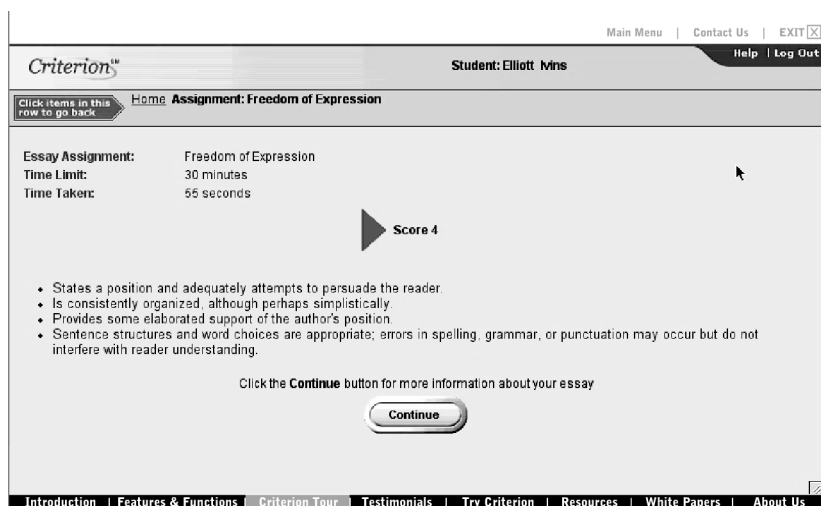 Main Menu | Contact Us | EXIT
Help | Log Out
Criterion℠
Student: Elliott Ivins
Click items in this
row to go back
Home Assignment: Freedom of Expression
Essay Assignment: Freedom of Expression
Time Limit: 30 minutes
Time Taken: 55 seconds
Score 4
• States a position and adequately attempts to persuade the reader.
• Is consistently organized, although perhaps simplistically.
• Provides some elaborated support of the author's position.
• Sentence structures and word choices are appropriate; errors in spelling, grammar, or punctuation may occur but do not
interfere with reader understanding.
Click the Continue button for more information about your essay
Continue
Introduction | Features & Functions | Criterion Tour | Testimonials | Try Criterion | Resources | White Papers | About Us